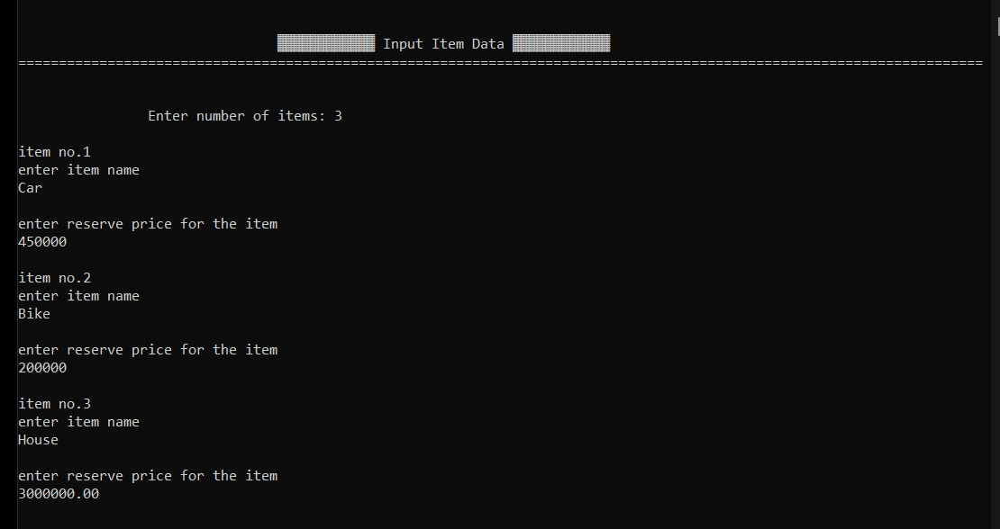 ▓▓▓▓▓▓▓▓▓▓▓▓ Input Item Data ▓▓▓▓▓▓▓▓▓▓▓▓
=======================================================================================================================
Enter number of items: 3
item no.1
enter item name
Car
enter reserve price for the item
450000
item no.2
enter item name
Bike
enter reserve price for the item
200000
item no.3
enter item name
House
enter reserve price for the item
3000000.00